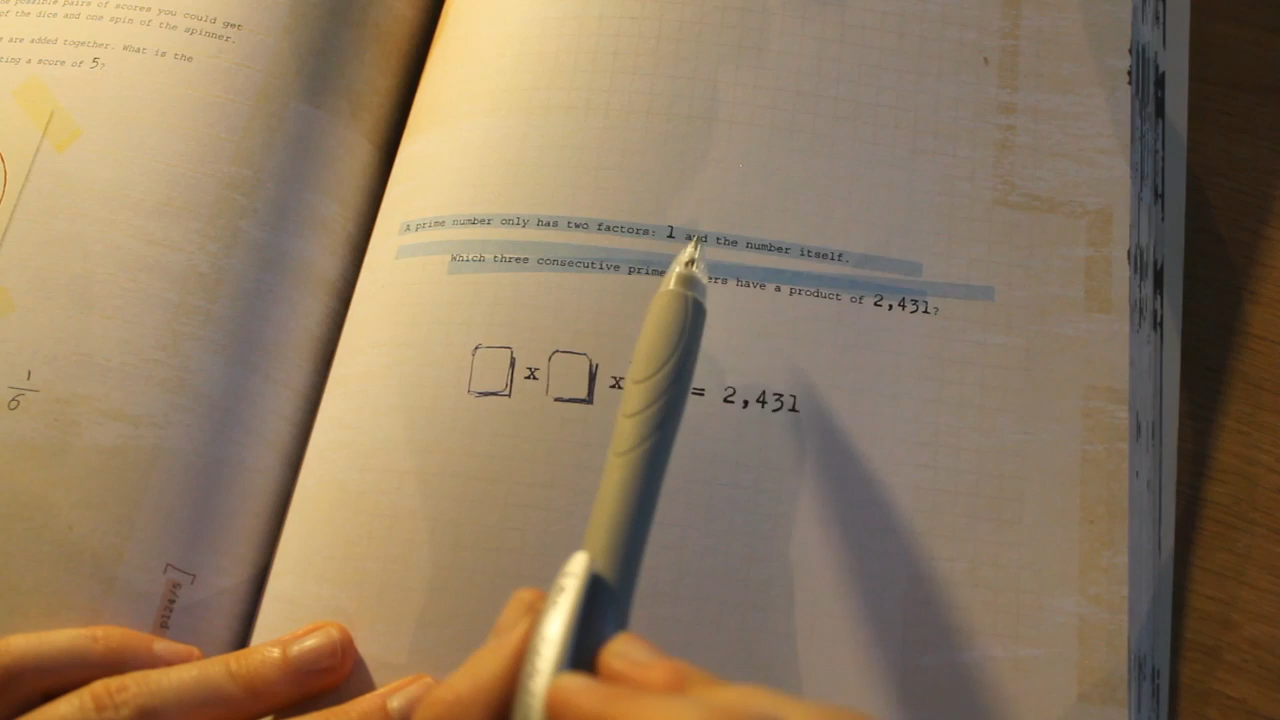 possible pairs of scores you could get
of the dice and one spin of the spinner.
are added together. What is the
ting a score of 5?
1
6
p124/5
A prime number only has two factors: 1 and the number itself.
Which three consecutive prime ers have a product of 2,431?
x x = 2,431